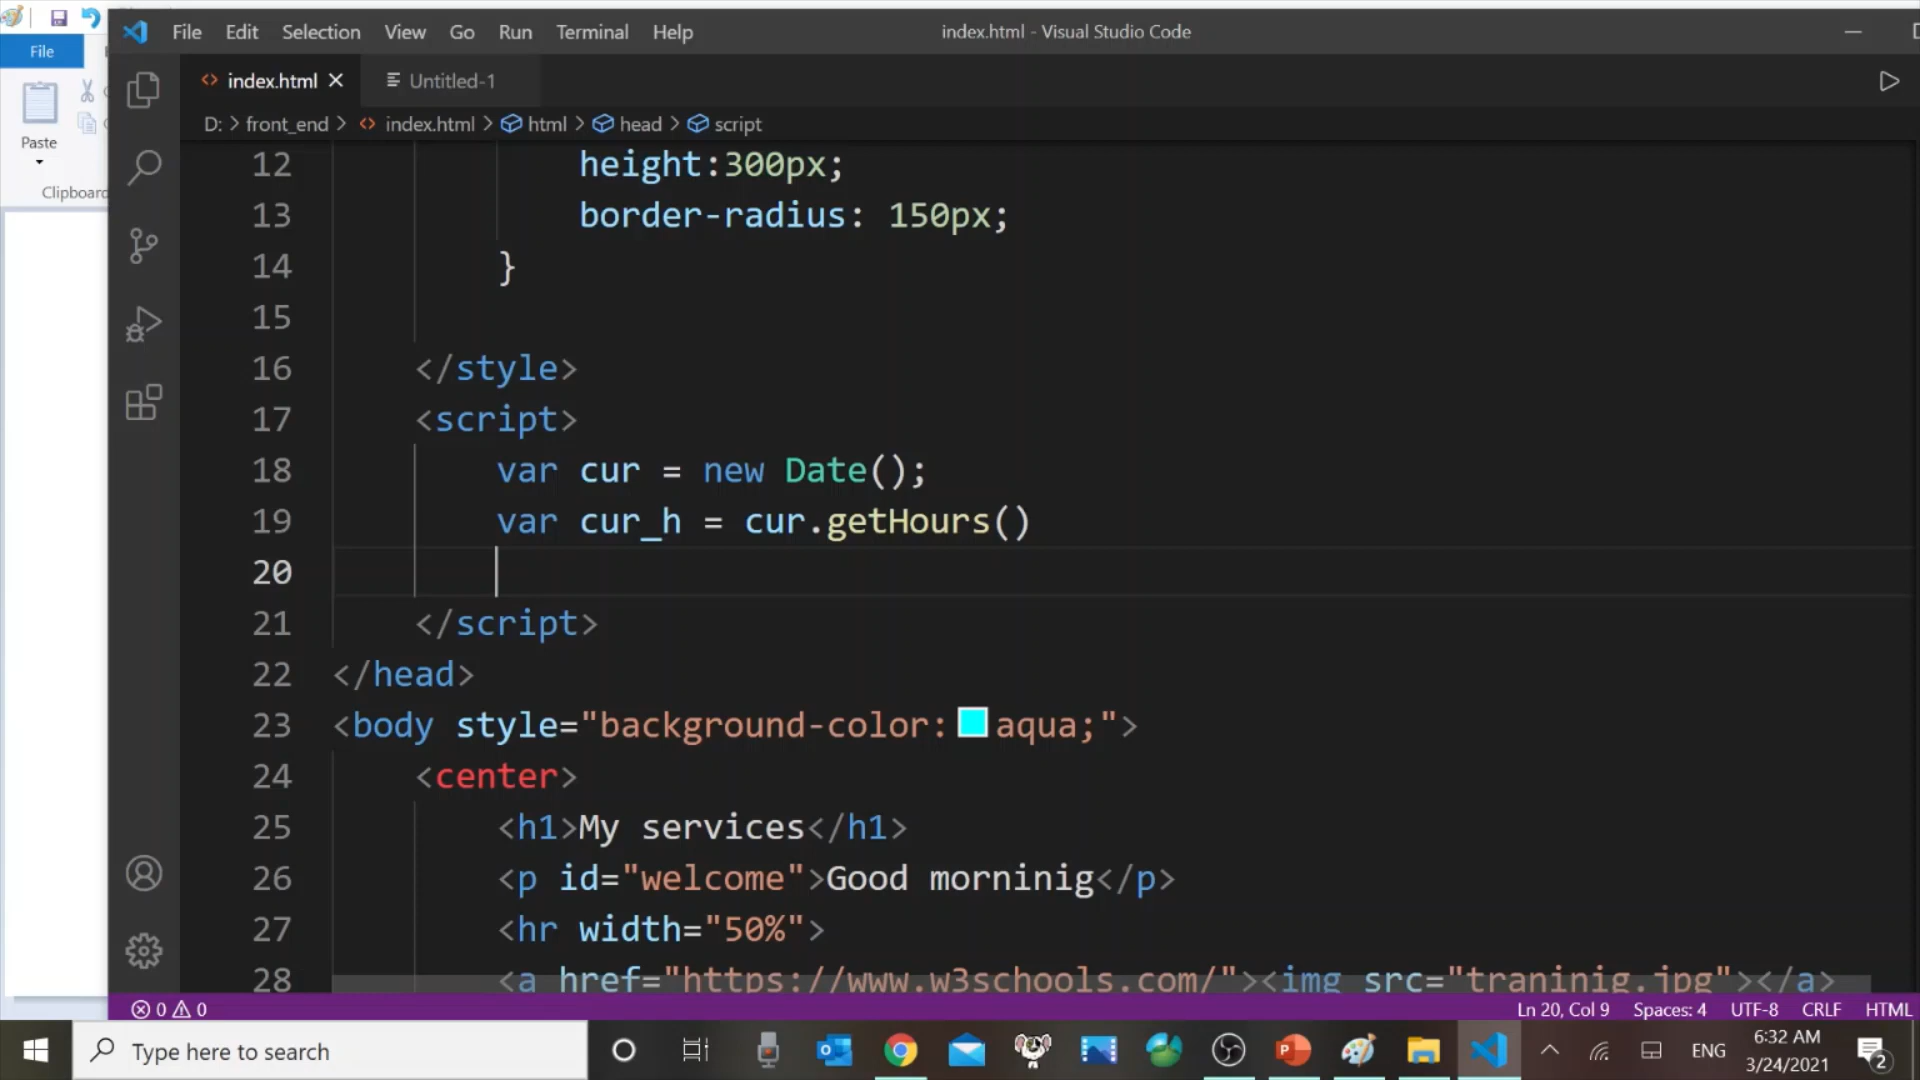 File
Paste
Clipboard
File Edit Selection View Go Run Terminal Help
index.html - Visual Studio Code
index.html
Untitled-1
D: > front_end > index.html > html > head > script
12 height:300px;
13 border-radius: 150px;
14 }
15
16 </style>
17 <script>
18 var cur = new Date();
19 var cur_h = cur.getHours()
20
21 </script>
22 </head>
23 <body style="background-color: aqua;">
24 <center>
25 <h1>My services</h1>
26 <p id="welcome">Good morninig</p>
27 <hr width="50%">
28 <a href="https://www.w3schools.com/"><img src="traninig.jpg"></a>
0 0
Ln 20, Col 9 Spaces: 4 UTF-8 CRLF HTML
Type here to search
ENG
6:32 AM
3/24/2021
2